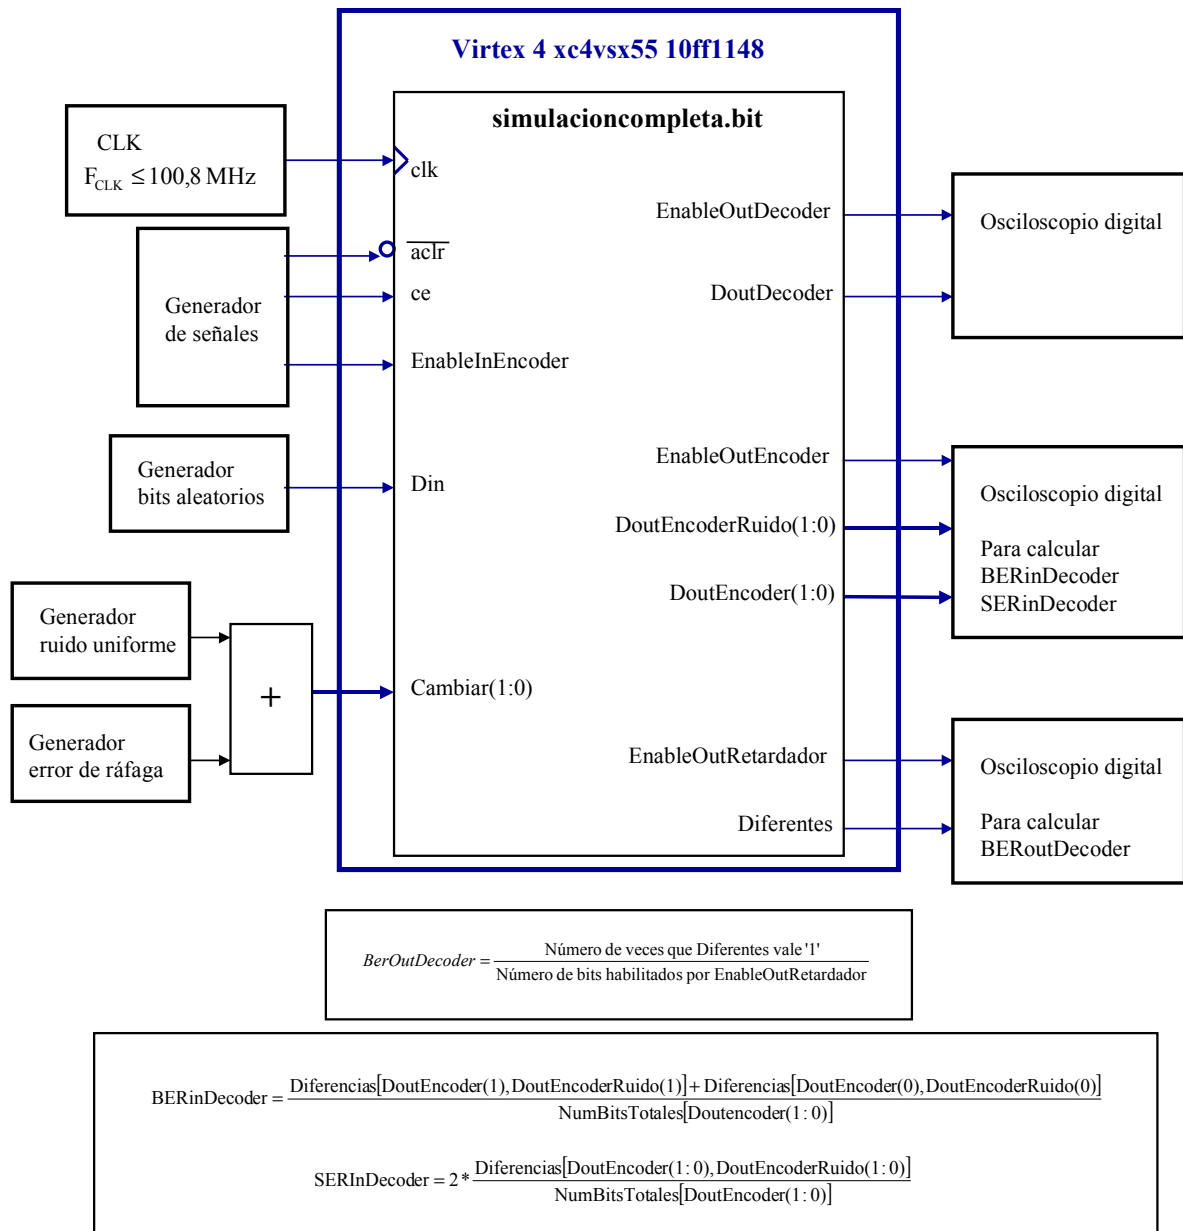 Virtex 4 xc4vsx55 10ff1148
simulacioncompleta.bit
CLK
F_CLK ≤ 100,8 MHz
clk
Generador
de señales
aclr
ce
EnableInEncoder
Generador
bits aleatorios
Din
Generador
ruido uniforme
Generador
error de ráfaga
+
Cambiar(1:0)
EnableOutDecoder
DoutDecoder
Osciloscopio digital
EnableOutEncoder
DoutEncoderRuido(1:0)
DoutEncoder(1:0)
Osciloscopio digital
Para calcular
BERinDecoder
SERinDecoder
EnableOutRetardador
Diferentes
Osciloscopio digital
Para calcular
BERoutDecoder
BerOutDecoder = Número de veces que Diferentes vale '1'
Número de bits habilitados por EnableOutRetardador
BERinDecoder = Diferencias[DoutEncoder(1), DoutEncoderRuido(1)] + Diferencias[DoutEncoder(0), DoutEncoderRuido(0)]
NumBitsTotales[Doutencoder(1:0)]
SERInDecoder = 2 * Diferencias[DoutEncoder(1:0), DoutEncoderRuido(1:0)]
NumBitsTotales[DoutEncoder(1:0)]